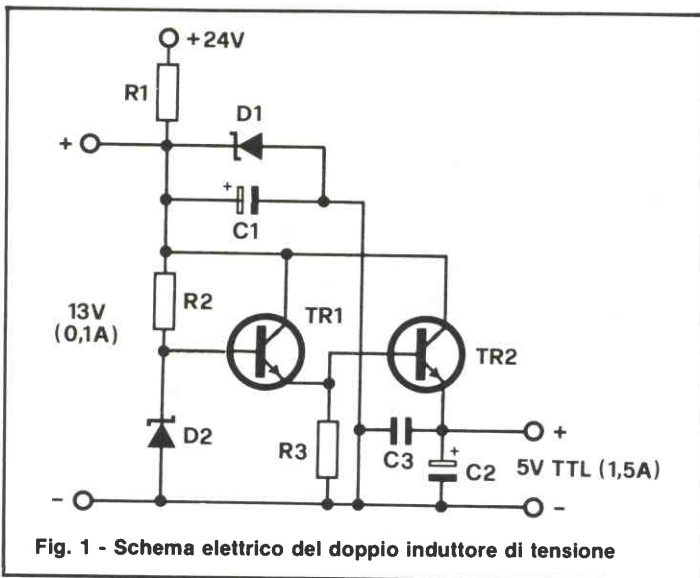 +24V
R1
D1
+
+
C1
R2
13V
(0,1A)
TR1
TR2
D2
R3
C3
+
C2
+
5V TTL (1,5A)
-
-
Fig. 1 - Schema elettrico del doppio induttore di tensione